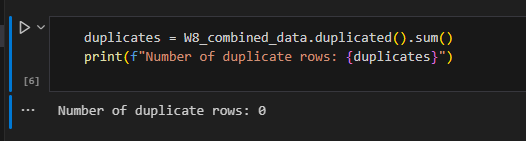 duplicates = W8_combined_data.duplicated().sum()
print(f"Number of duplicate rows: {duplicates}")
[6]
... Number of duplicate rows: 0